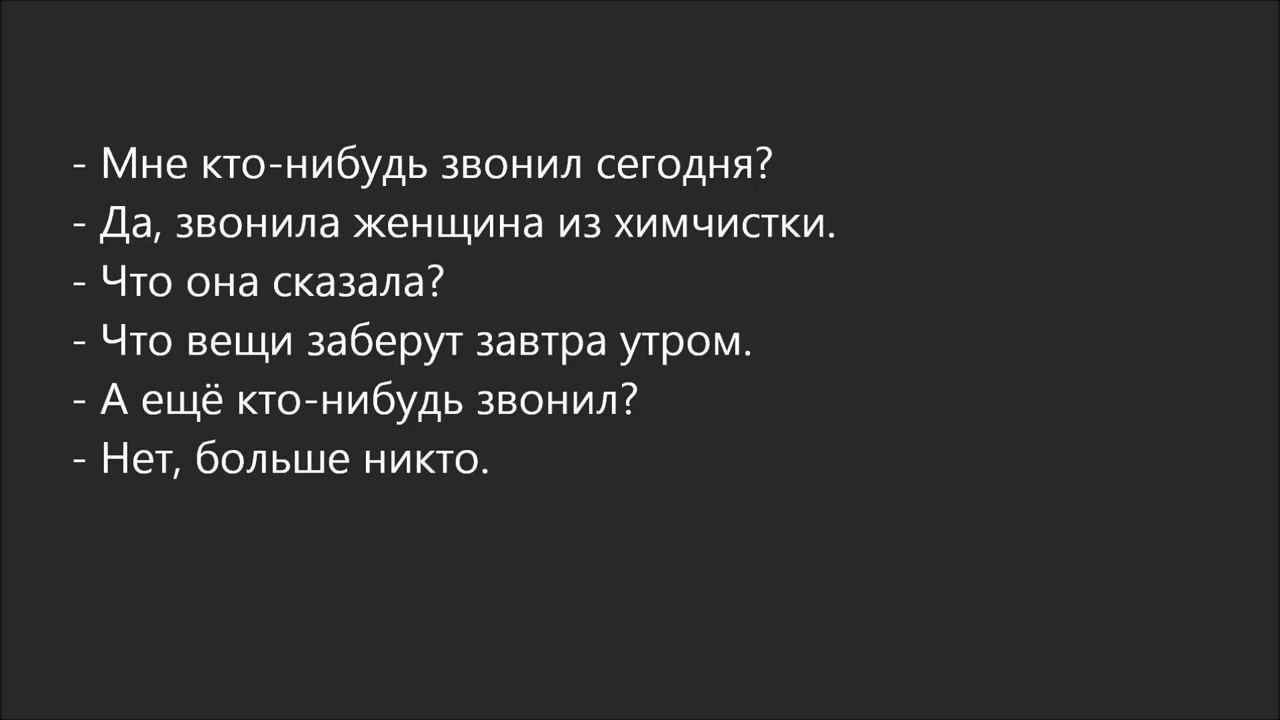 - Мне кто-нибудь звонил сегодня?
- Да, звонила женщина из химчистки.
- Что она сказала?
- Что вещи заберут завтра утром.
- А ещё кто-нибудь звонил?
- Нет, больше никто.